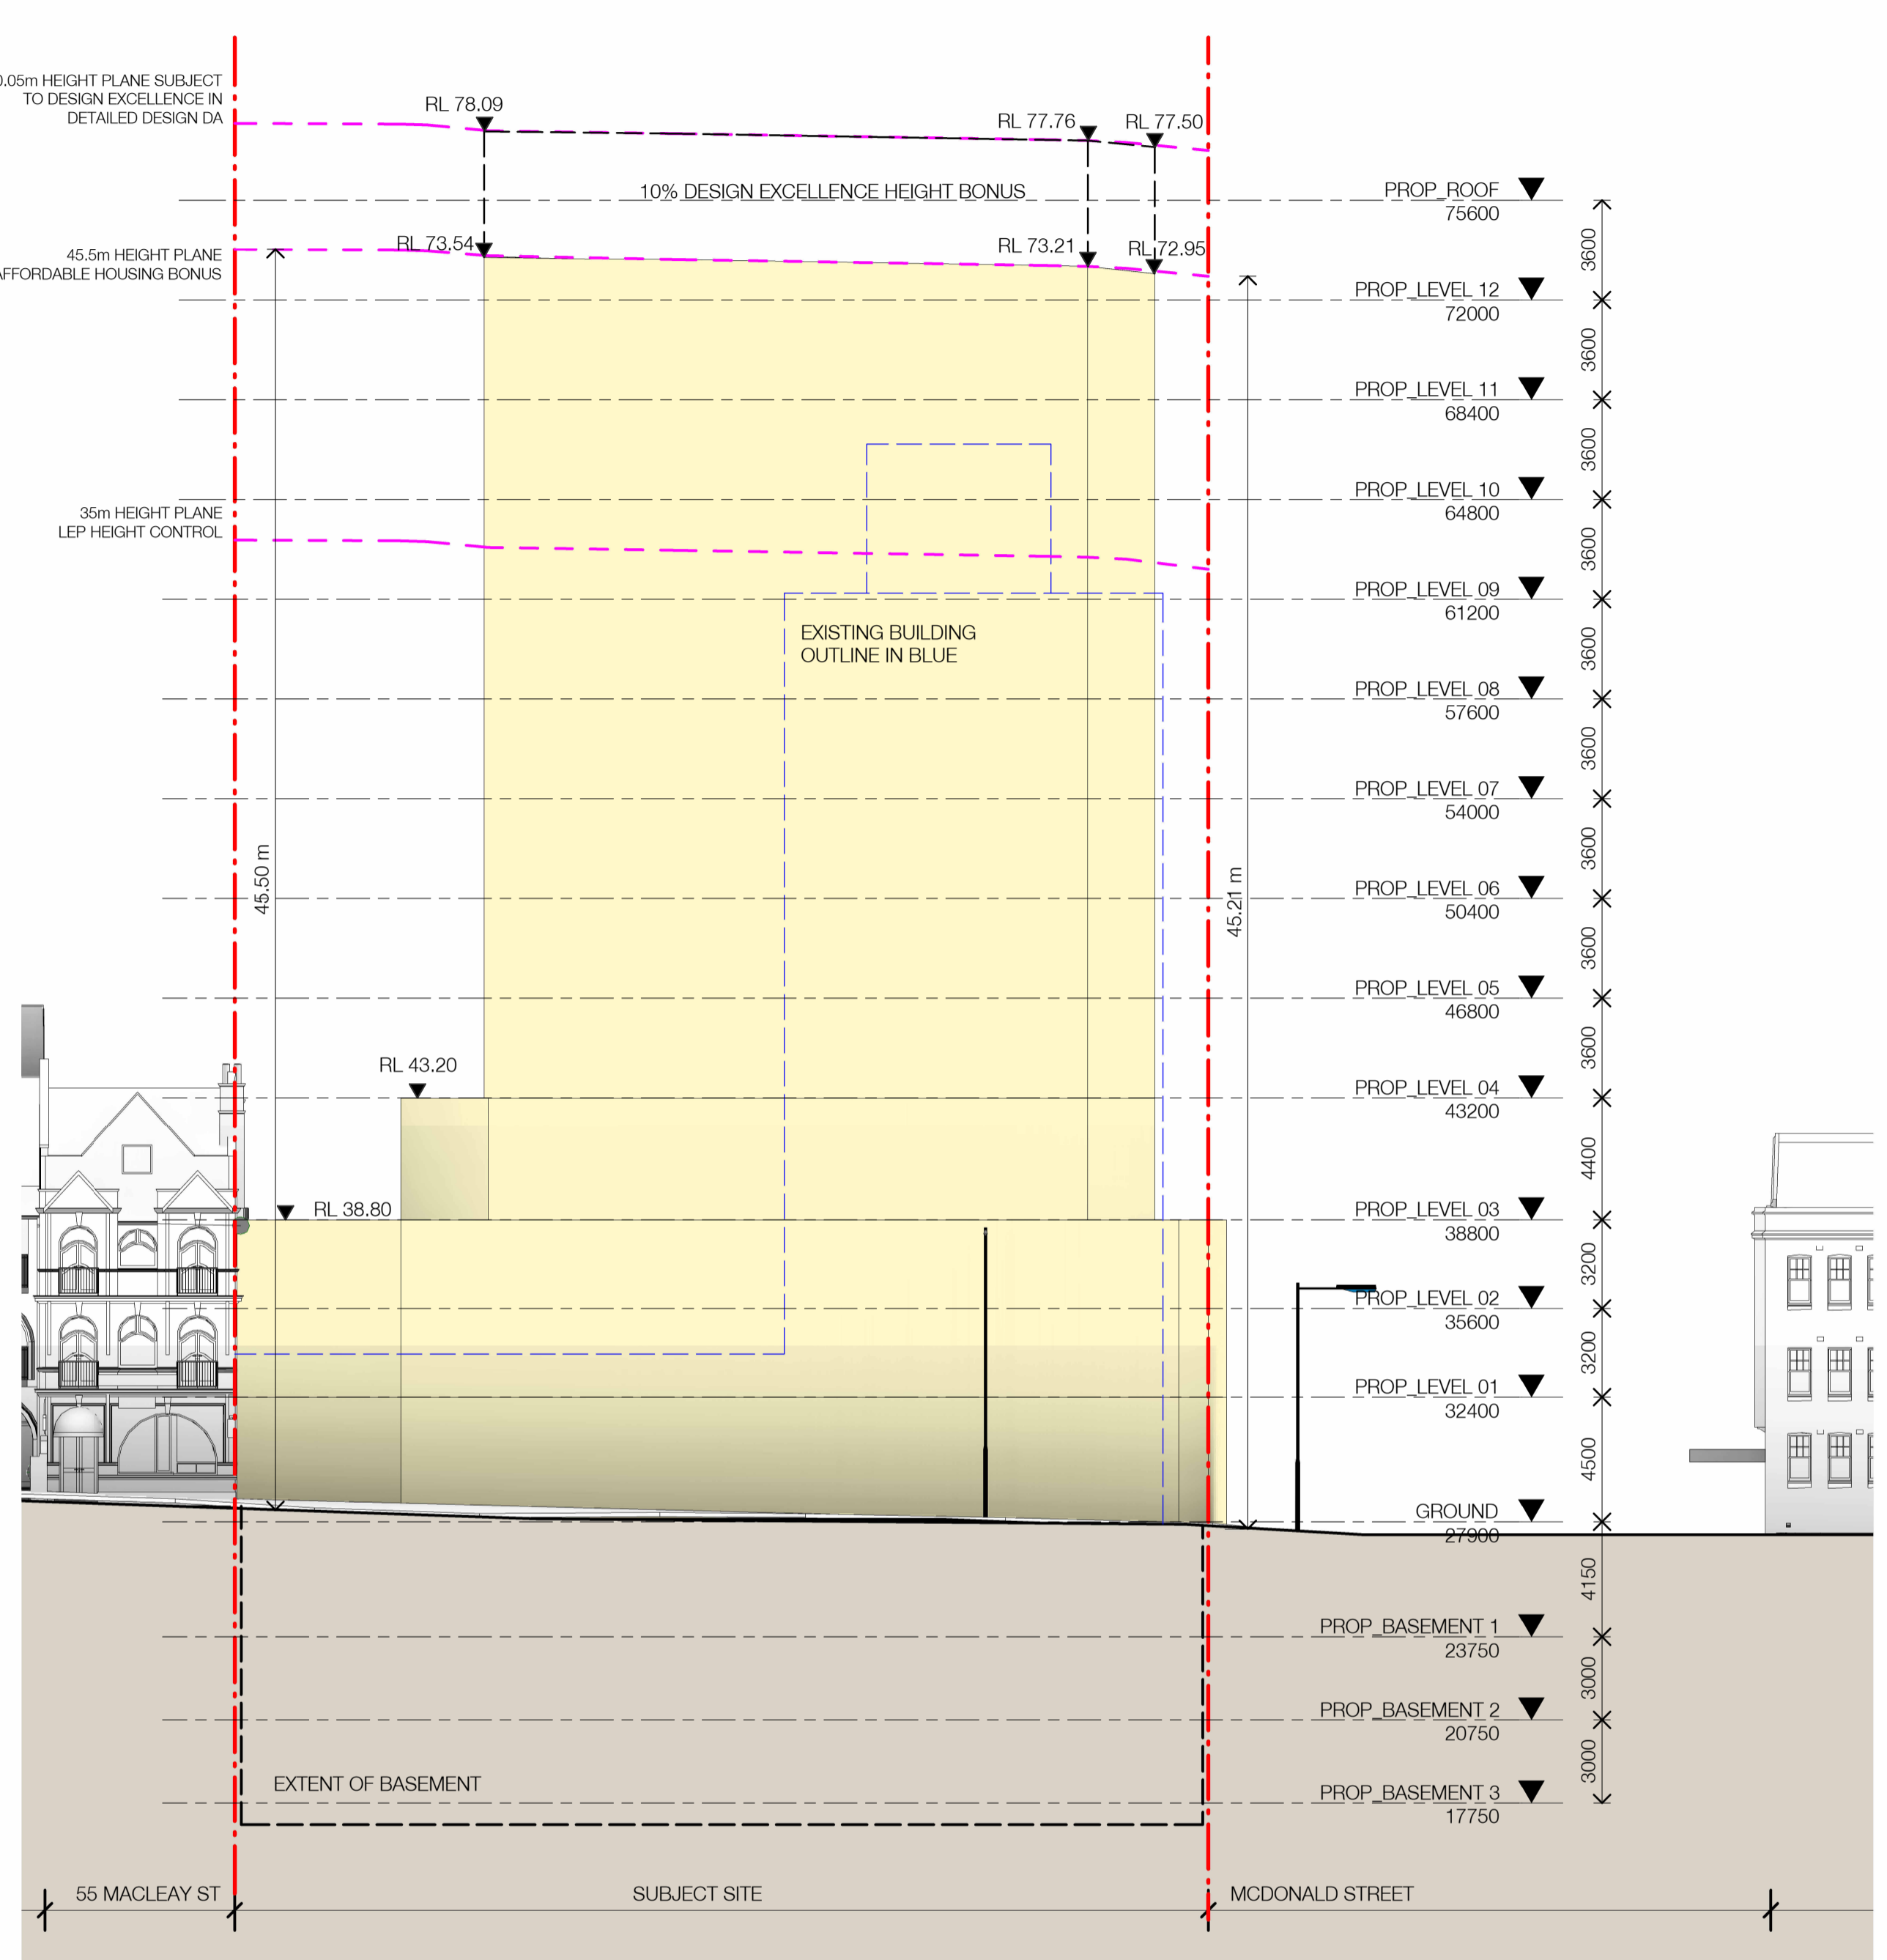 0.05m HEIGHT PLANE SUBJECT
TO DESIGN EXCELLENCE IN
DETAILED DESIGN DA
RL 78.09
RL 77.76
RL 77.50
10% DESIGN EXCELLENCE HEIGHT BONUS
PROP_ROOF
75600
3600
45.5m HEIGHT PLANE
AFFORDABLE HOUSING BONUS
RL 73.54
RL 73.21
RL 72.95
PROP_LEVEL 12
72000
3600
PROP_LEVEL 11
68400
3600
PROP_LEVEL 10
64800
3600
35m HEIGHT PLANE
LEP HEIGHT CONTROL
PROP_LEVEL 09
61200
3600
EXISTING BUILDING
OUTLINE IN BLUE
PROP_LEVEL 08
57600
3600
PROP_LEVEL 07
54000
3600
45.50 m
45.21 m
PROP_LEVEL 06
50400
3600
PROP_LEVEL 05
46800
3600
RL 43.20
PROP_LEVEL 04
43200
4400
RL 38.80
PROP_LEVEL 03
38800
3200
PROP_LEVEL 02
35600
3200
PROP_LEVEL 01
32400
4500
GROUND
27900
4150
PROP_BASEMENT 1
23750
3000
PROP_BASEMENT 2
20750
3000
EXTENT OF BASEMENT
PROP_BASEMENT 3
17750
55 MACLEAY ST
SUBJECT SITE
MCDONALD STREET